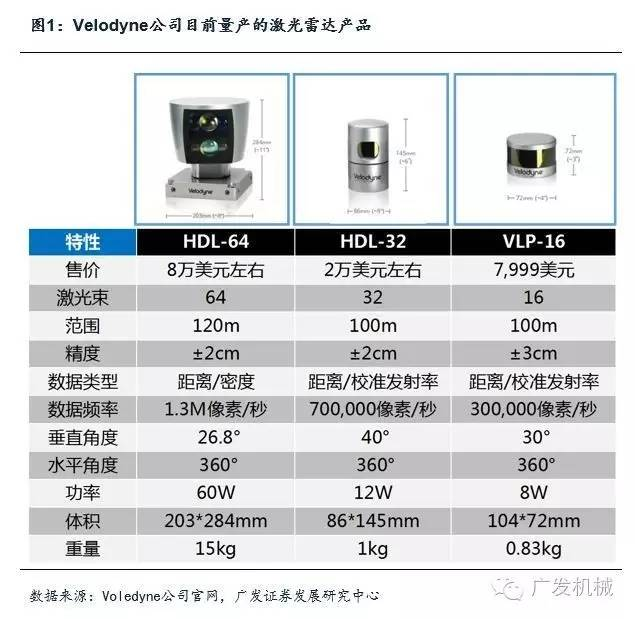 图1：Velodyne公司目前量产的激光雷达产品
284mm
(~11")
203mm (~8")
Velodyne
145mm
(~6")
Velodyne
72mm
(~3")
72mm (~4")
Velodyne
特性 HDL-64 HDL-32 VLP-16
售价 8万美元左右 2万美元左右 7,999美元
激光束 64 32 16
范围 120m 100m 100m
精度 ±2cm ±2cm ±3cm
数据类型 距离/密度 距离/校准发射率 距离/校准发射率
数据频率 1.3M像素/秒 700,000像素/秒 300,000像素/秒
垂直角度 26.8° 40° 30°
水平角度 360° 360° 360°
功率 60W 12W 8W
体积 203*284mm 86*145mm 104*72mm
重量 15kg 1kg 0.83kg
数据来源：Voledyne公司官网，广发证券发展研究中心
广发机械